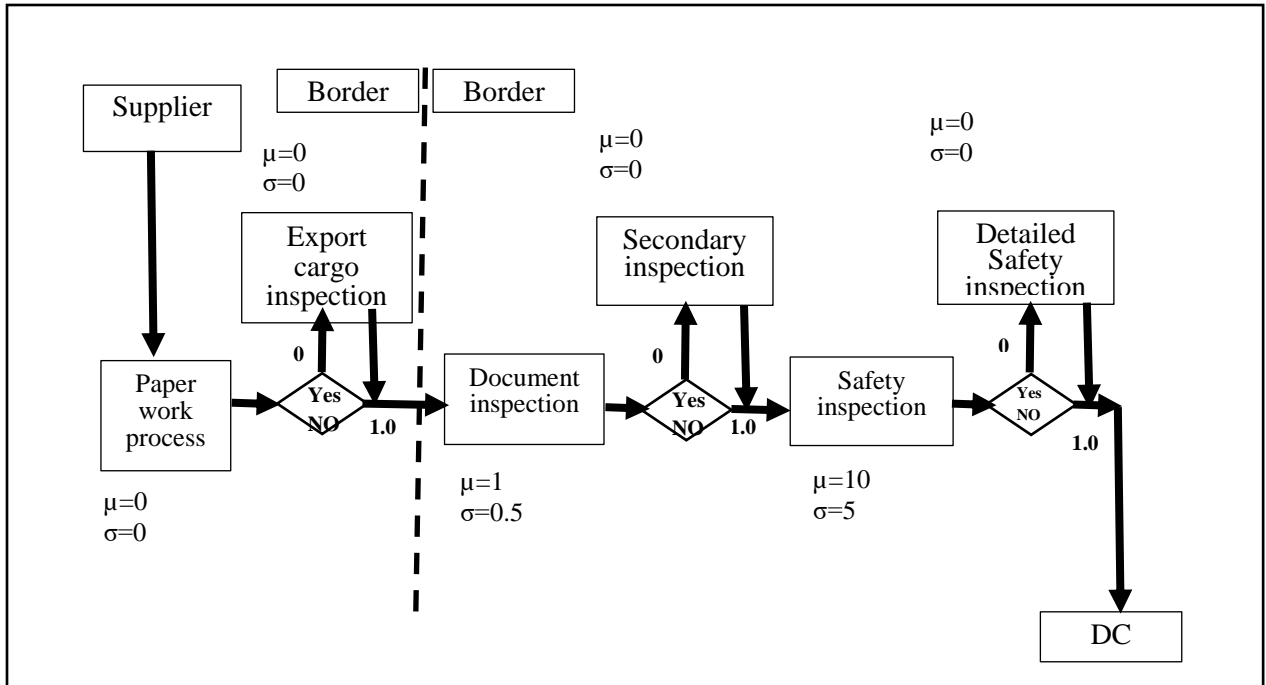 Supplier
Border
Border
µ=0
σ=0
µ=0
σ=0
µ=0
σ=0
Export
cargo
inspection
Secondary
inspection
Detailed
Safety
inspection
0
0
0
Paper
work
process
Yes
NO
1.0
Document
inspection
Yes
NO
1.0
Safety
inspection
Yes
NO
1.0
µ=0
σ=0
µ=1
σ=0.5
µ=10
σ=5
DC